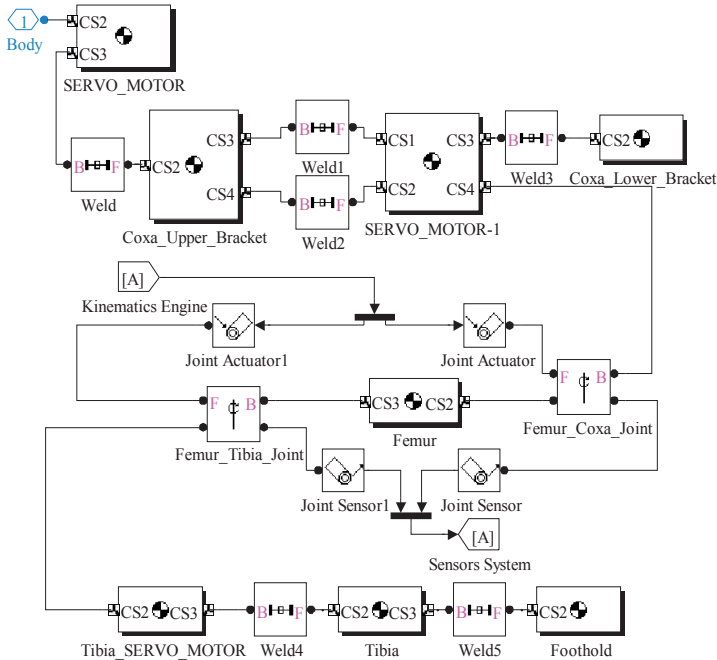 1
Body
CS2
CS3
SERVO_MOTOR
B F
Weld
CS2
CS3
CS4
Coxa_Upper_Bracket
B F
Weld1
B F
Weld2
CS1
CS2
CS3
CS4
SERVO_MOTOR-1
B F
Weld3
CS2
Coxa_Lower_Bracket
[A]
Kinematics Engine
Joint Actuator1
Joint Actuator
F B
Femur_Tibia_Joint
CS3 CS2
Femur
F B
Femur_Coxa_Joint
Joint Sensor1
Joint Sensor
[A]
Sensors System
CS2 CS3
Tibia_SERVO_MOTOR
B F
Weld4
CS2 CS3
Tibia
B F
Weld5
CS2
Foothold